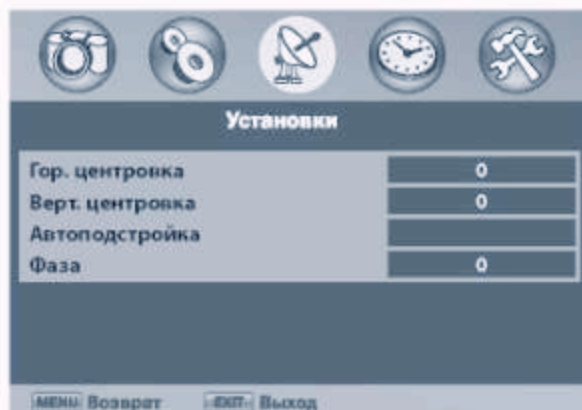 Установки
Гор. центровка 0
Верт. центровка 0
Автоподстройка
Фаза 0
MENU Возврат EXIT Выход